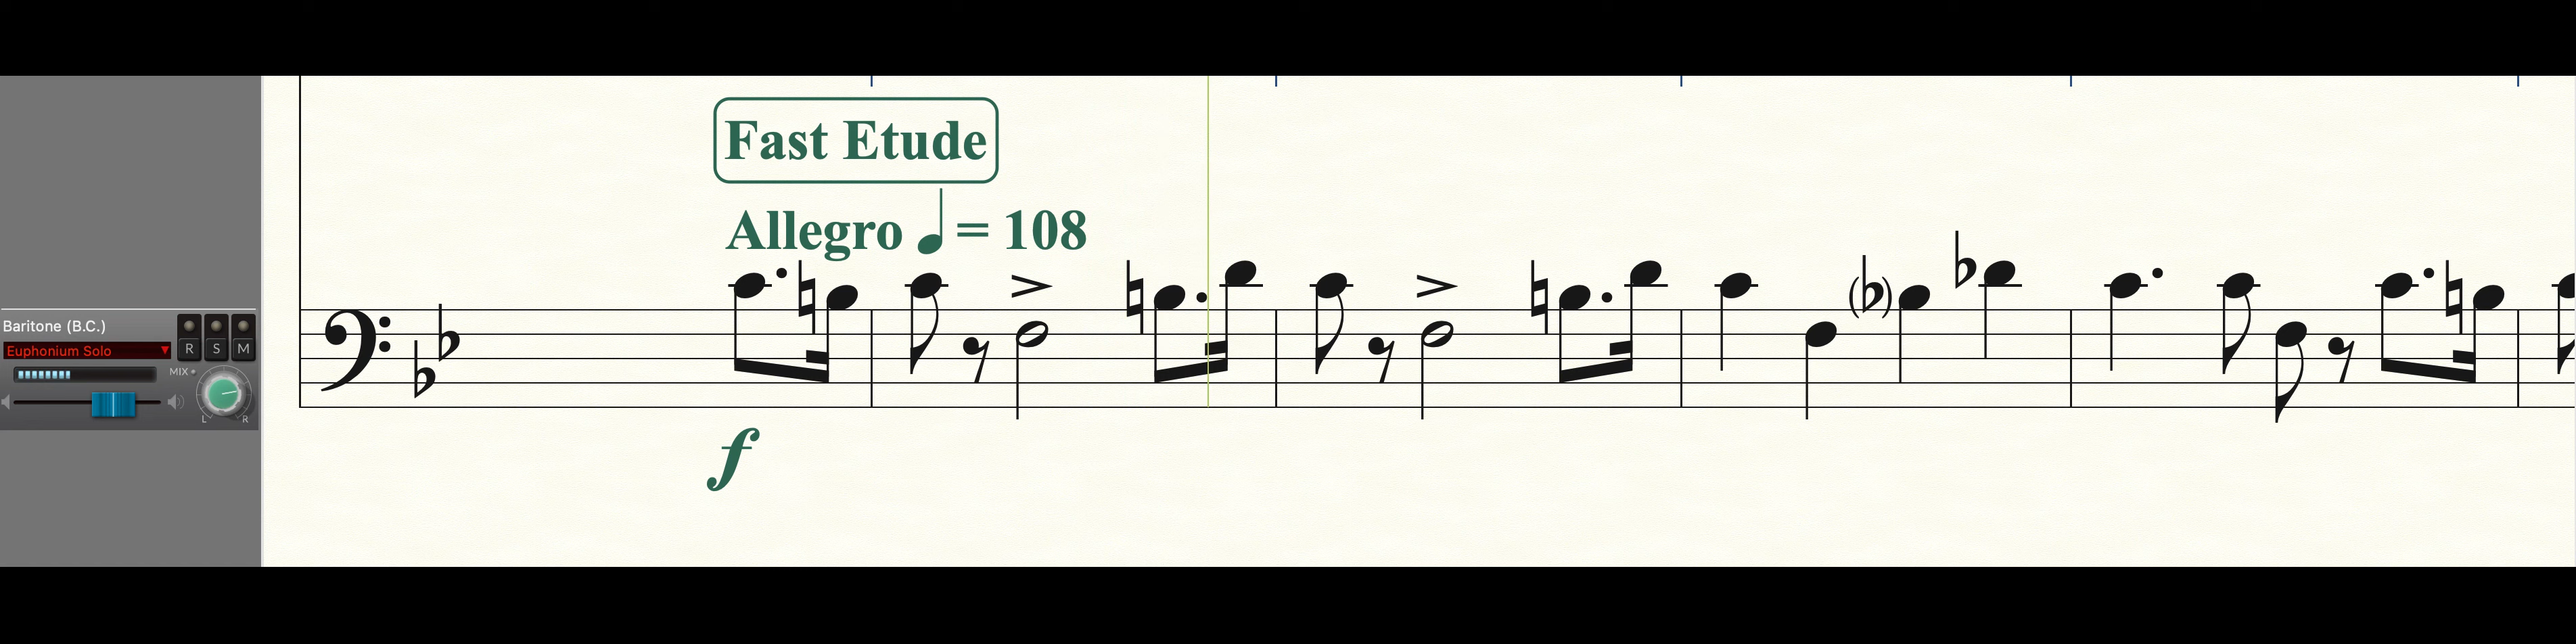 Fast Etude
Allegro ♩ = 108
Baritone (B.C.)
R S M
Euphonium Solo
MIX
L R
f